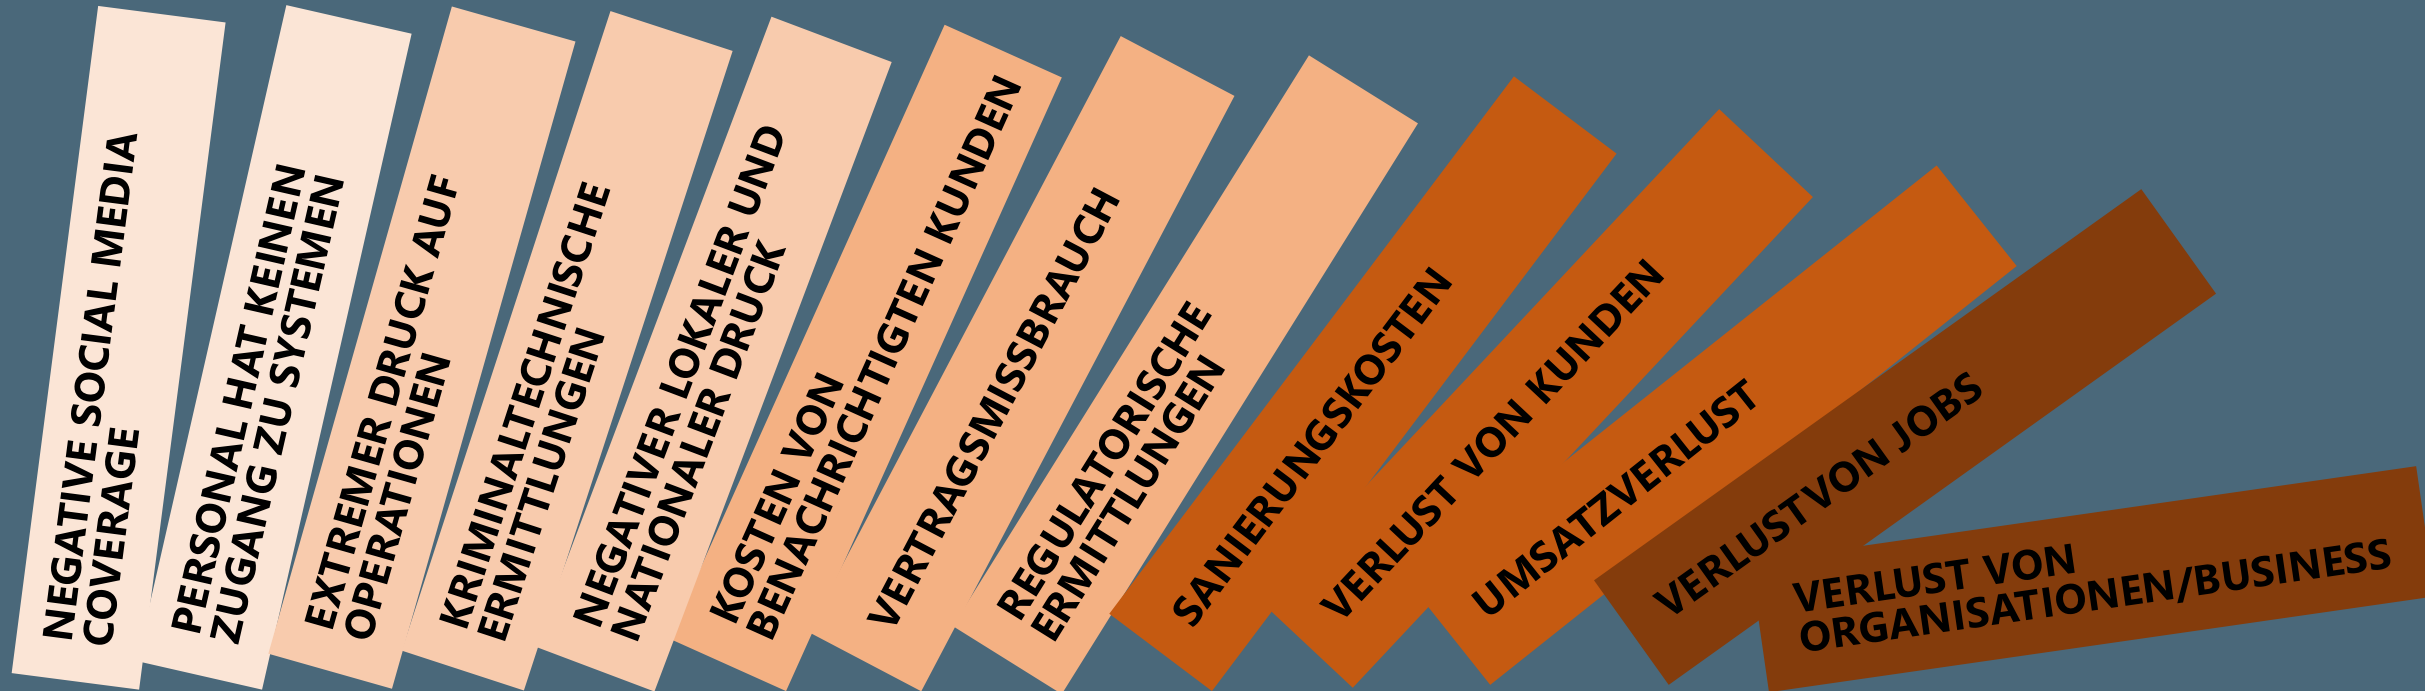 NEGATIVE SOCIAL MEDIA
COVERAGE
PERSONAL HAT KEINEN
ZUGANG ZU SYSTEMEN
EXTREMER DRUCK AUF
OPERATIONEN
KRIMINALTECHNISCHE
ERMITTLUNGEN
NEGATIVER LOKALER UND
NATIONALER DRUCK
KOSTEN VON
BENACHRICHTIGTEN KUNDEN
VERTRAGSMISSBRAUCH
REGULATORISCHE
ERMITTLUNGEN
SANIERUNGSKOSTEN
VERLUST VON KUNDEN
UMSATZVERLUST
VERLUSTVON JOBS
VERLUST VON
ORGANISATIONEN/BUSINESS